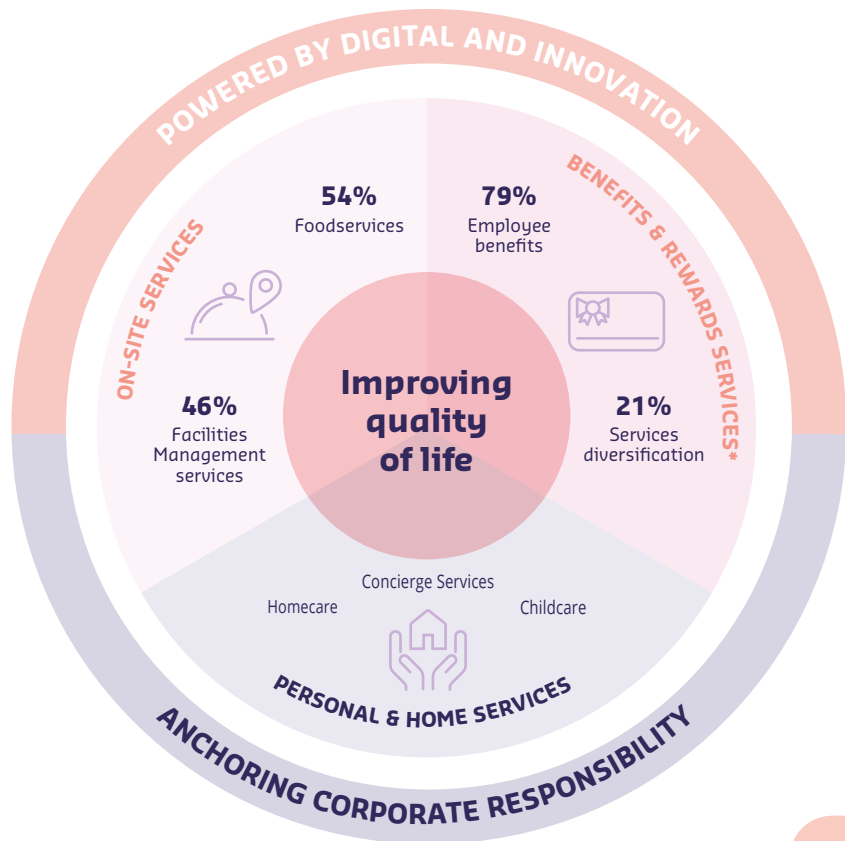 POWERED BY DIGITAL AND INNOVATION
ON-SITE SERVICES
54%
Foodservices
46%
Facilities
Management
services
BENEFITS & REWARDS SERVICES*
79%
Employee
benefits
21%
Services
diversification
Improving
quality
of life
Concierge Services
Homecare
Childcare
PERSONAL & HOME SERVICES
ANCHORING CORPORATE RESPONSIBILITY